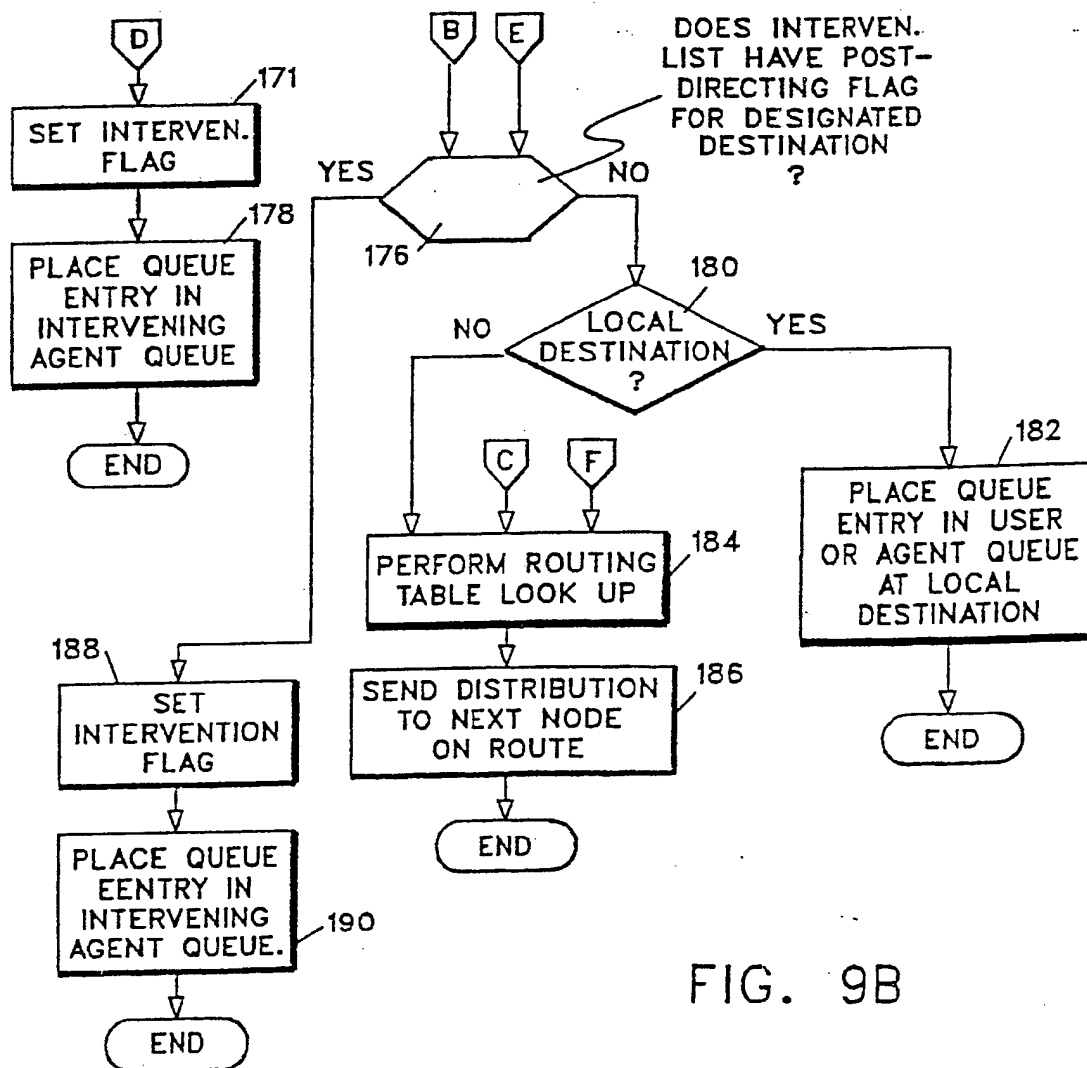 D
171
SET INTERVEN.
FLAG
178
PLACE QUEUE
ENTRY IN
INTERVENING
AGENT QUEUE
END
B
E
DOES INTERVEN.
LIST HAVE POST-
DIRECTING FLAG
FOR DESIGNATED
DESTINATION
?
YES
NO
176
180
LOCAL
DESTINATION
?
NO
YES
C
F
182
PLACE QUEUE
ENTRY IN USER
OR AGENT QUEUE
AT LOCAL
DESTINATION
END
184
PERFORM ROUTING
TABLE LOOK UP
186
SEND DISTRIBUTION
TO NEXT NODE
ON ROUTE
END
188
SET
INTERVENTION
FLAG
PLACE QUEUE
EENTRY IN
INTERVENING
AGENT QUEUE.
190
END
FIG. 9B